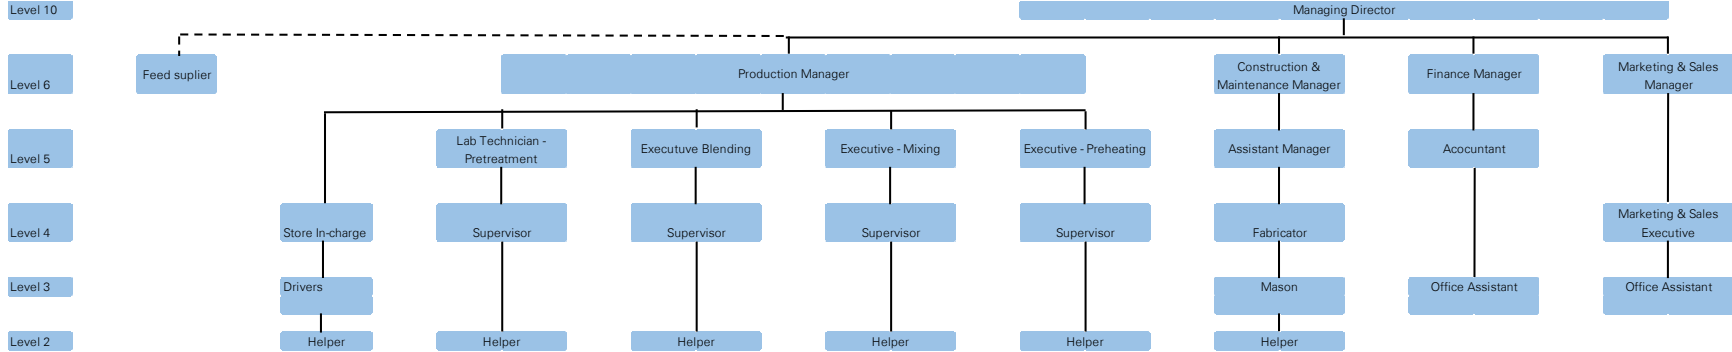 Level 10
Managing Director
Level 6
Feed suplier
Production Manager
Construction &
Maintenance Manager
Finance Manager
Marketing & Sales
Manager
Level 5
Lab Technician -
Pretreatment
Executuve Blending
Executive - Mixing
Executive - Preheating
Assistant Manager
Acocuntant
Level 4
Store In-charge
Supervisor
Supervisor
Supervisor
Supervisor
Fabricator
Marketing & Sales
Executive
Level 3
Drivers
Mason
Office Assistant
Office Assistant
Level 2
Helper
Helper
Helper
Helper
Helper
Helper